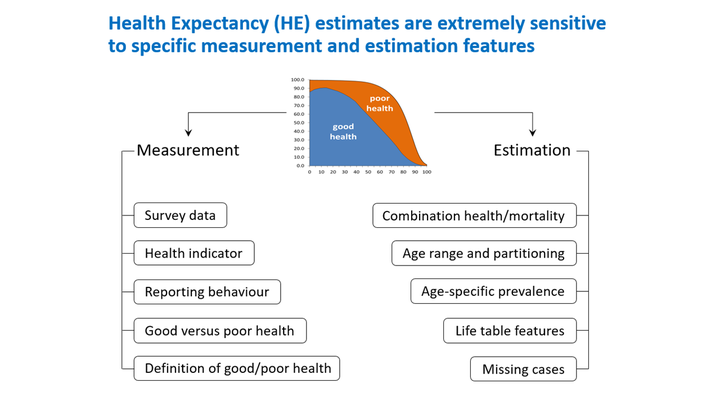 Health Expectancy (HE) estimates are extremely sensitive
to specific measurement and estimation features
100.0
90.0
80.0
70.0
60.0
50.0
40.0
30.0
20.0
10.0
0.0
poor
health
good
health
0 10 20 30 40 50 60 70 80 90 100
Measurement
Survey data
Health indicator
Reporting behaviour
Good versus poor health
Definition of good/poor health
Estimation
Combination health/mortality
Age range and partitioning
Age-specific prevalence
Life table features
Missing cases